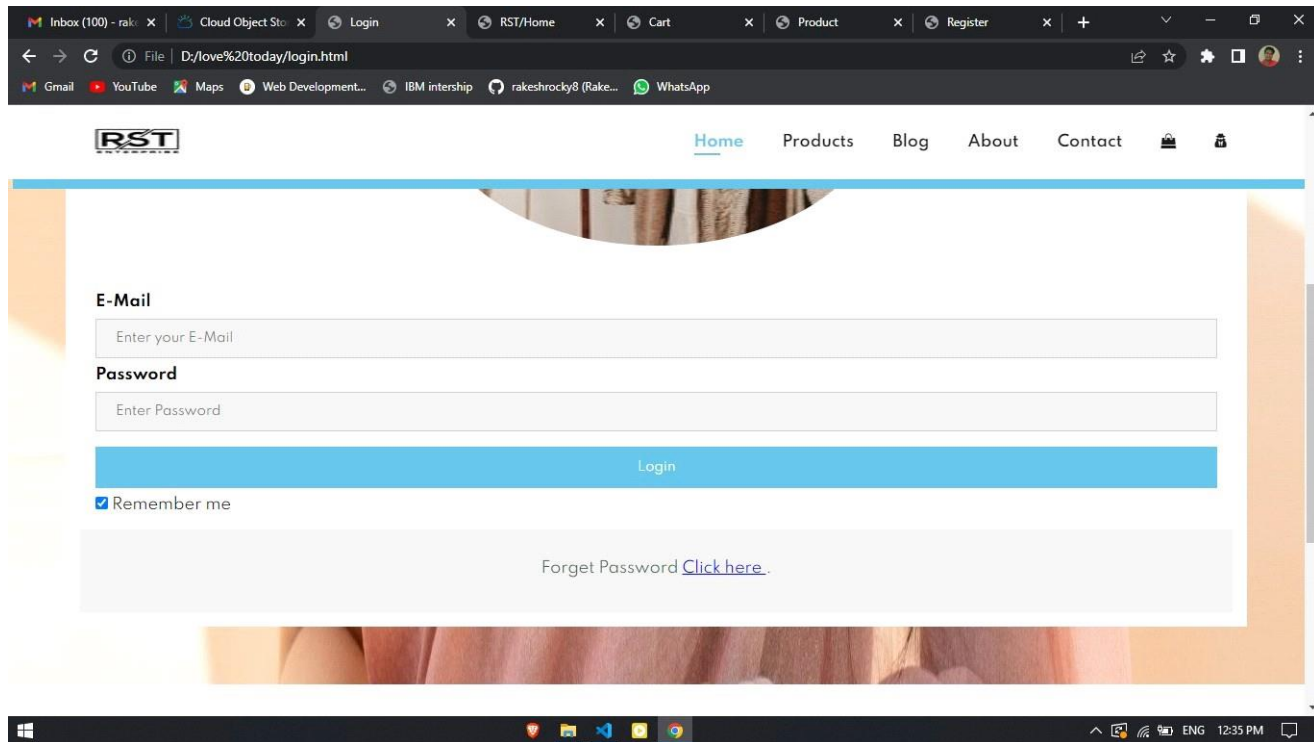 Inbox (100) - rake Cloud Object Sto Login RST/Home Cart Product Register
File D:/love%20today/login.html
Gmail YouTube Maps Web Development... IBM intership rakeshrocky8 (Rake... WhatsApp
RST Home Products Blog About Contact
ENTERPRISE
E-Mail
Enter your E-Mail
Password
Enter Password
Login
Remember me
Forget Password Click here .
ENG 12:35 PM